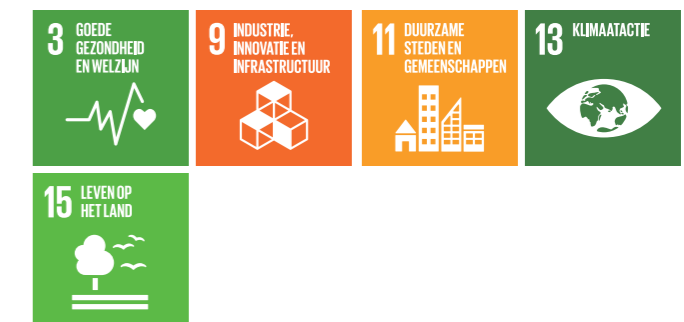 3 GOEDE
GEZONDHEID
EN WELZIJN
9 INDUSTRIE,
INNOVATIE EN
INFRASTRUCTUUR
11 DUURZAME
STEDEN EN
GEMEENSCHAPPEN
13 KLIMAATACTIE
15 LEVEN OP
HET LAND